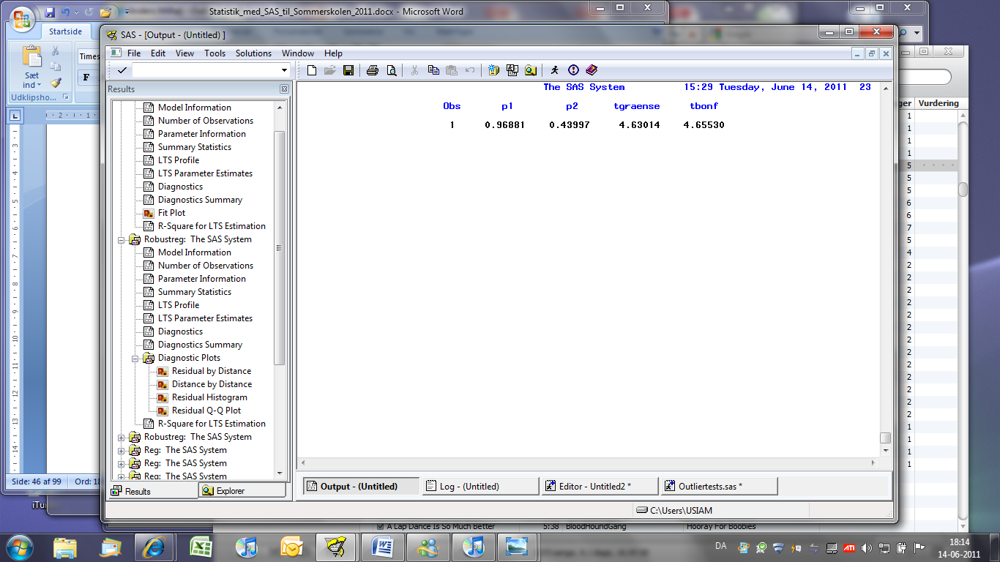 Statistik_med_SAS_til_Sommerskolen_2011.docx - Microsoft Word
Startside
Sæt
ind
Times
F
Udklipsho...
SAS - [Output - (Untitled) ]
File Edit View Tools Solutions Window Help
Results
Model Information
Number of Observations
Parameter Information
Summary Statistics
LTS Profile
LTS Parameter Estimates
Diagnostics
Diagnostics Summary
Fit Plot
R-Square for LTS Estimation
Robustreg: The SAS System
Model Information
Number of Observations
Parameter Information
Summary Statistics
LTS Profile
LTS Parameter Estimates
Diagnostics
Diagnostics Summary
Diagnostic Plots
Residual by Distance
Distance by Distance
Residual Histogram
Residual Q-Q Plot
R-Square for LTS Estimation
Robustreg: The SAS System
Reg: The SAS System
Reg: The SAS System
Reg: The SAS System
Results Explorer
The SAS System 15:29 Tuesday, June 14, 2011 23
Obs p1 p2 tgraense tbonf
1 0.96881 0.43997 4.63014 4.65530
Output - (Untitled) Log - (Untitled) Editor - Untitled2 * Outliertests.sas *
C:\Users\USIAM
ger Vurdering
1
1
1
1
5
5
5
6
6
7
5
4
2
2
2
2
2
2
2
2
2
2
2
2
2
1
1
1
1
Side: 46 af 99 Ord: 18
iTu
A Lap Dance Is So Much Better 5:38 BloodHoundGang Hooray For Boobies
DA
ATI
18:14
14-06-2011